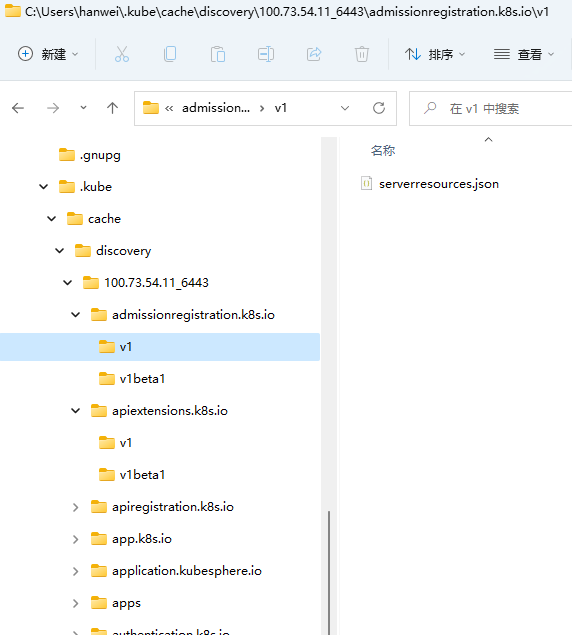 C:\Users\hanwei\.kube\cache\discovery\100.73.54.11_6443\admissionregistration.k8s.io\v1
新建 排序 查看
« admission... › v1 在 v1 中搜索
名称
serverresources.json
.gnupg
.kube
cache
discovery
100.73.54.11_6443
admissionregistration.k8s.io
v1
v1beta1
apiextensions.k8s.io
v1
v1beta1
apiregistration.k8s.io
app.k8s.io
application.kubesphere.io
apps
authentication.k8s.io